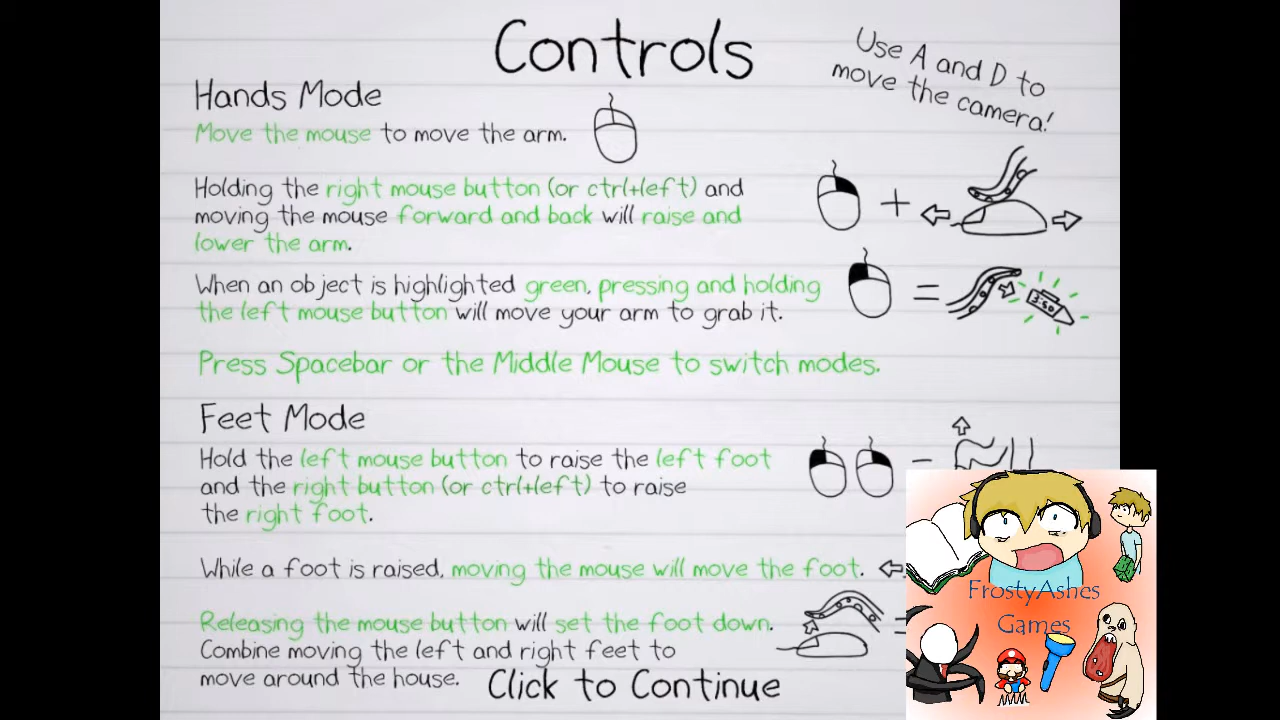 Controls
Use A and D to
move the camera!
Hands Mode
Move the mouse to move the arm.
Holding the right mouse button (or ctrl+left) and
moving the mouse forward and back will raise and
lower the arm.
When an object is highlighted green, pressing and holding
the left mouse button will move your arm to grab it.
3:50
Press Spacebar or the Middle Mouse to switch modes.
Feet Mode
Hold the left mouse button to raise the left foot
and the right button (or ctrl+left) to raise
the right foot.
While a foot is raised, moving the mouse will move the foot.
Releasing the mouse button will set the foot down.
Combine moving the left and right feet to
move around the house.
Click to Continue
FrostyAshes
Games